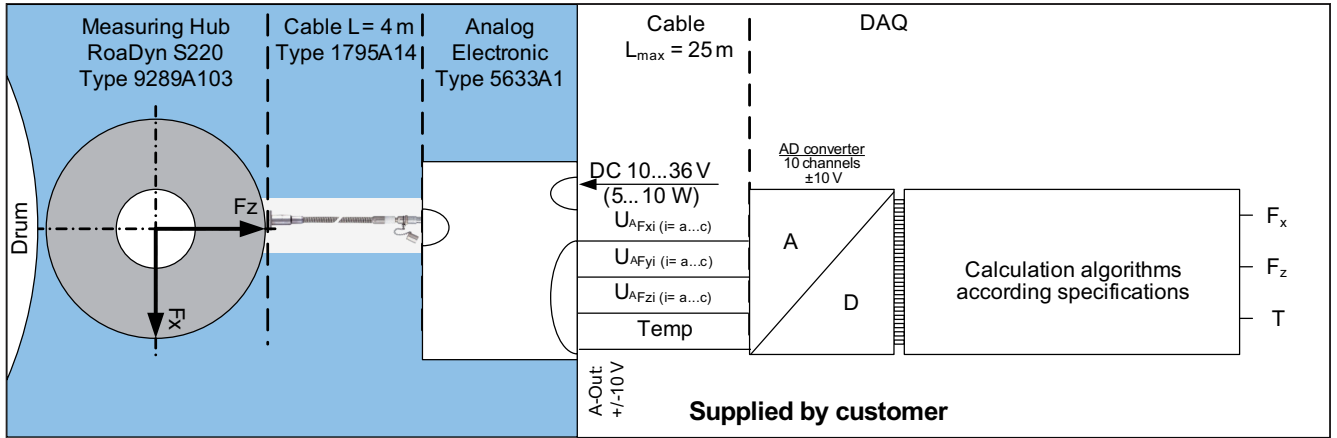 Measuring Hub
RoaDyn S220
Type 9289A103
Cable L= 4 m
Type 1795A14
Analog
Electronic
Type 5633A1
Cable
Lmax = 25 m
DAQ
Drum
Fz
Fx
DC 10...36 V
(5... 10 W)
UAFxi (i= a...c)
UAFyi (i= a...c)
UAFzi (i= a...c)
Temp
A-Out:
+/-10 V
AD converter
10 channels
±10 V
A
D
Calculation algorithms
according specifications
Fx
Fz
T
Supplied by customer